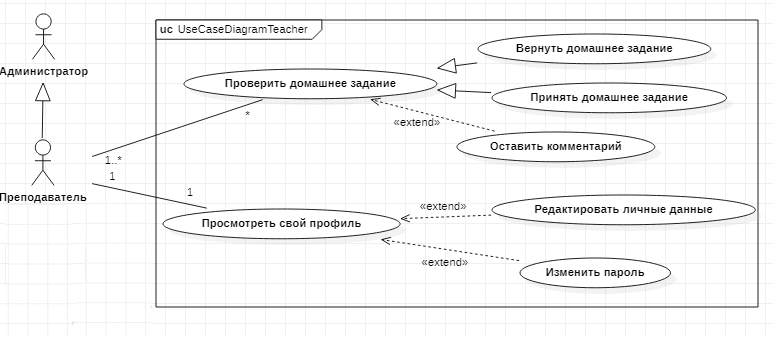 uc UseCaseDiagramTeacher
Вернуть домашнее задание
Администратор
Проверить домашнее задание
Принять домашнее задание
*
«extend»
Оставить комментарий
1..*
1
1
Преподаватель
«extend»
Редактировать личные данные
Просмотреть свой профиль
«extend»
Изменить пароль